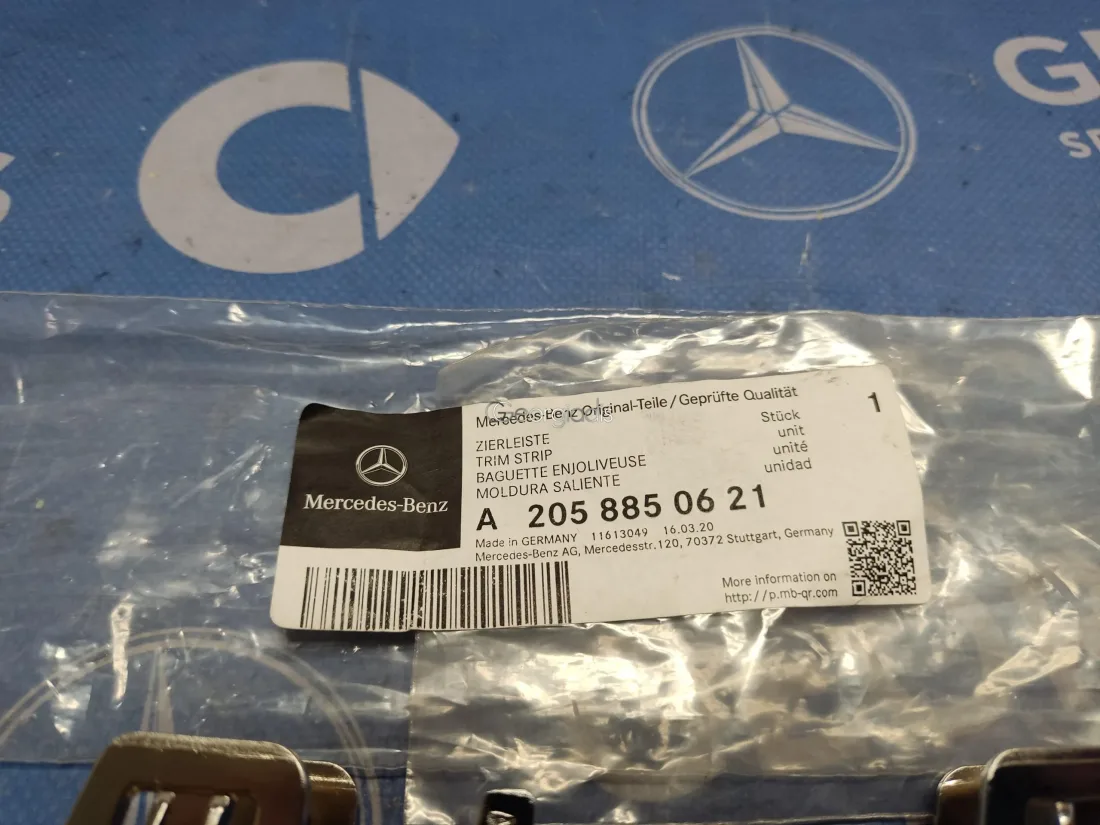 G
S
SP
Mercedes-Benz Original-Teile / Geprüfte Qualität
1
ZIERLEISTE
Stück
TRIM STRIP
unit
BAGUETTE ENJOLIVEUSE
unité
MOLDURA SALIENTE
unidad
Mercedes-Benz
A 205 885 06 21
Made in GERMANY 11613049 16.03.20
Mercedes-Benz AG, Mercedesstr.120, 70372 Stuttgart, Germany
More information on
http://p.mb-qr.com